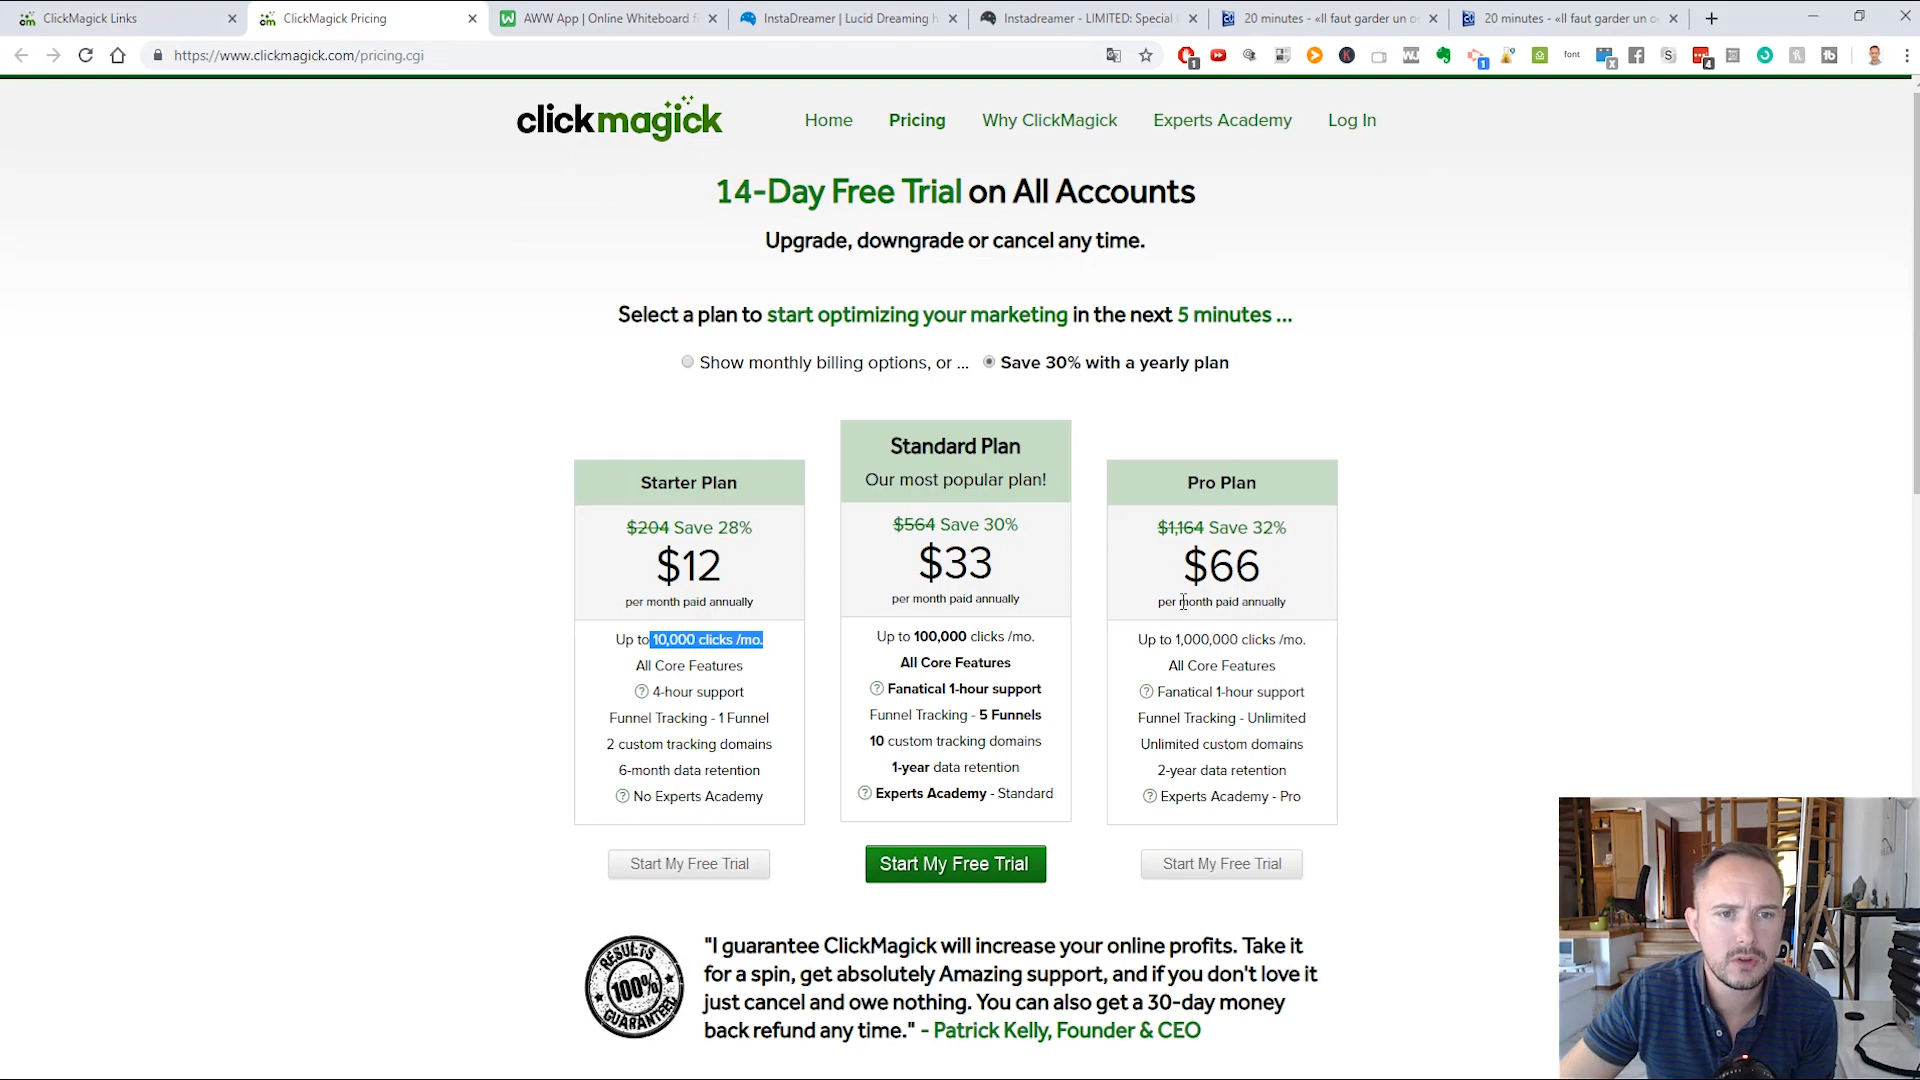 ClickMagick Links
ClickMagick Pricing
AWW App | Online Whiteboard f
InstaDreamer | Lucid Dreaming h
Instadreamer - LIMITED: Special
20 minutes - «Il faut garder un o
20 minutes - «Il faut garder un o
https://www.clickmagick.com/pricing.cgi
clickmagick
Home
Pricing
Why ClickMagick
Experts Academy
Log In
14-Day Free Trial on All Accounts
Upgrade, downgrade or cancel any time.
Select a plan to start optimizing your marketing in the next 5 minutes ...
Show monthly billing options, or ...
Save 30% with a yearly plan
Starter Plan
$204 Save 28%
$12
per month paid annually
Up to 10,000 clicks /mo.
All Core Features
4-hour support
Funnel Tracking - 1 Funnel
2 custom tracking domains
6-month data retention
No Experts Academy
Start My Free Trial
Standard Plan
Our most popular plan!
$564 Save 30%
$33
per month paid annually
Up to 100,000 clicks /mo.
All Core Features
Fanatical 1-hour support
Funnel Tracking - 5 Funnels
10 custom tracking domains
1-year data retention
Experts Academy - Standard
Start My Free Trial
Pro Plan
$1,164 Save 32%
$66
per month paid annually
Up to 1,000,000 clicks /mo.
All Core Features
Fanatical 1-hour support
Funnel Tracking - Unlimited
Unlimited custom domains
2-year data retention
Experts Academy - Pro
Start My Free Trial
RESULTS
100%
GUARANTEED
"I guarantee ClickMagick will increase your online profits. Take it
for a spin, get absolutely Amazing support, and if you don't love it
just cancel and owe nothing. You can also get a 30-day money
back refund any time." - Patrick Kelly, Founder & CEO